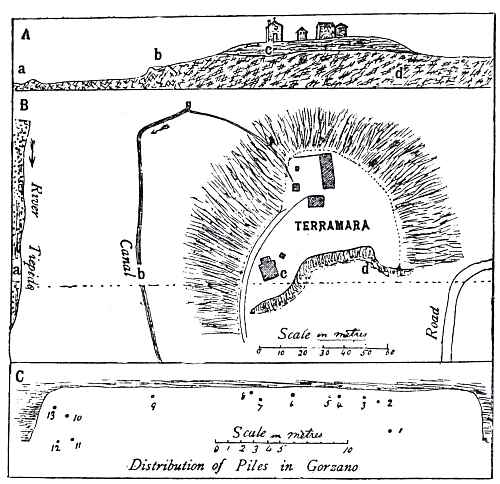 A
a
b
c
d
B
River Trepido
a
Canal
b
TERRAMARA
c
d
Road
Scale in metres
0 10 20 30 40 50 60
C
13
10
12
11
9
8
7
6
5
4
3
2
1
Scale in metres
0 1 2 3 4 5 10
Distribution of Piles in Gorzano